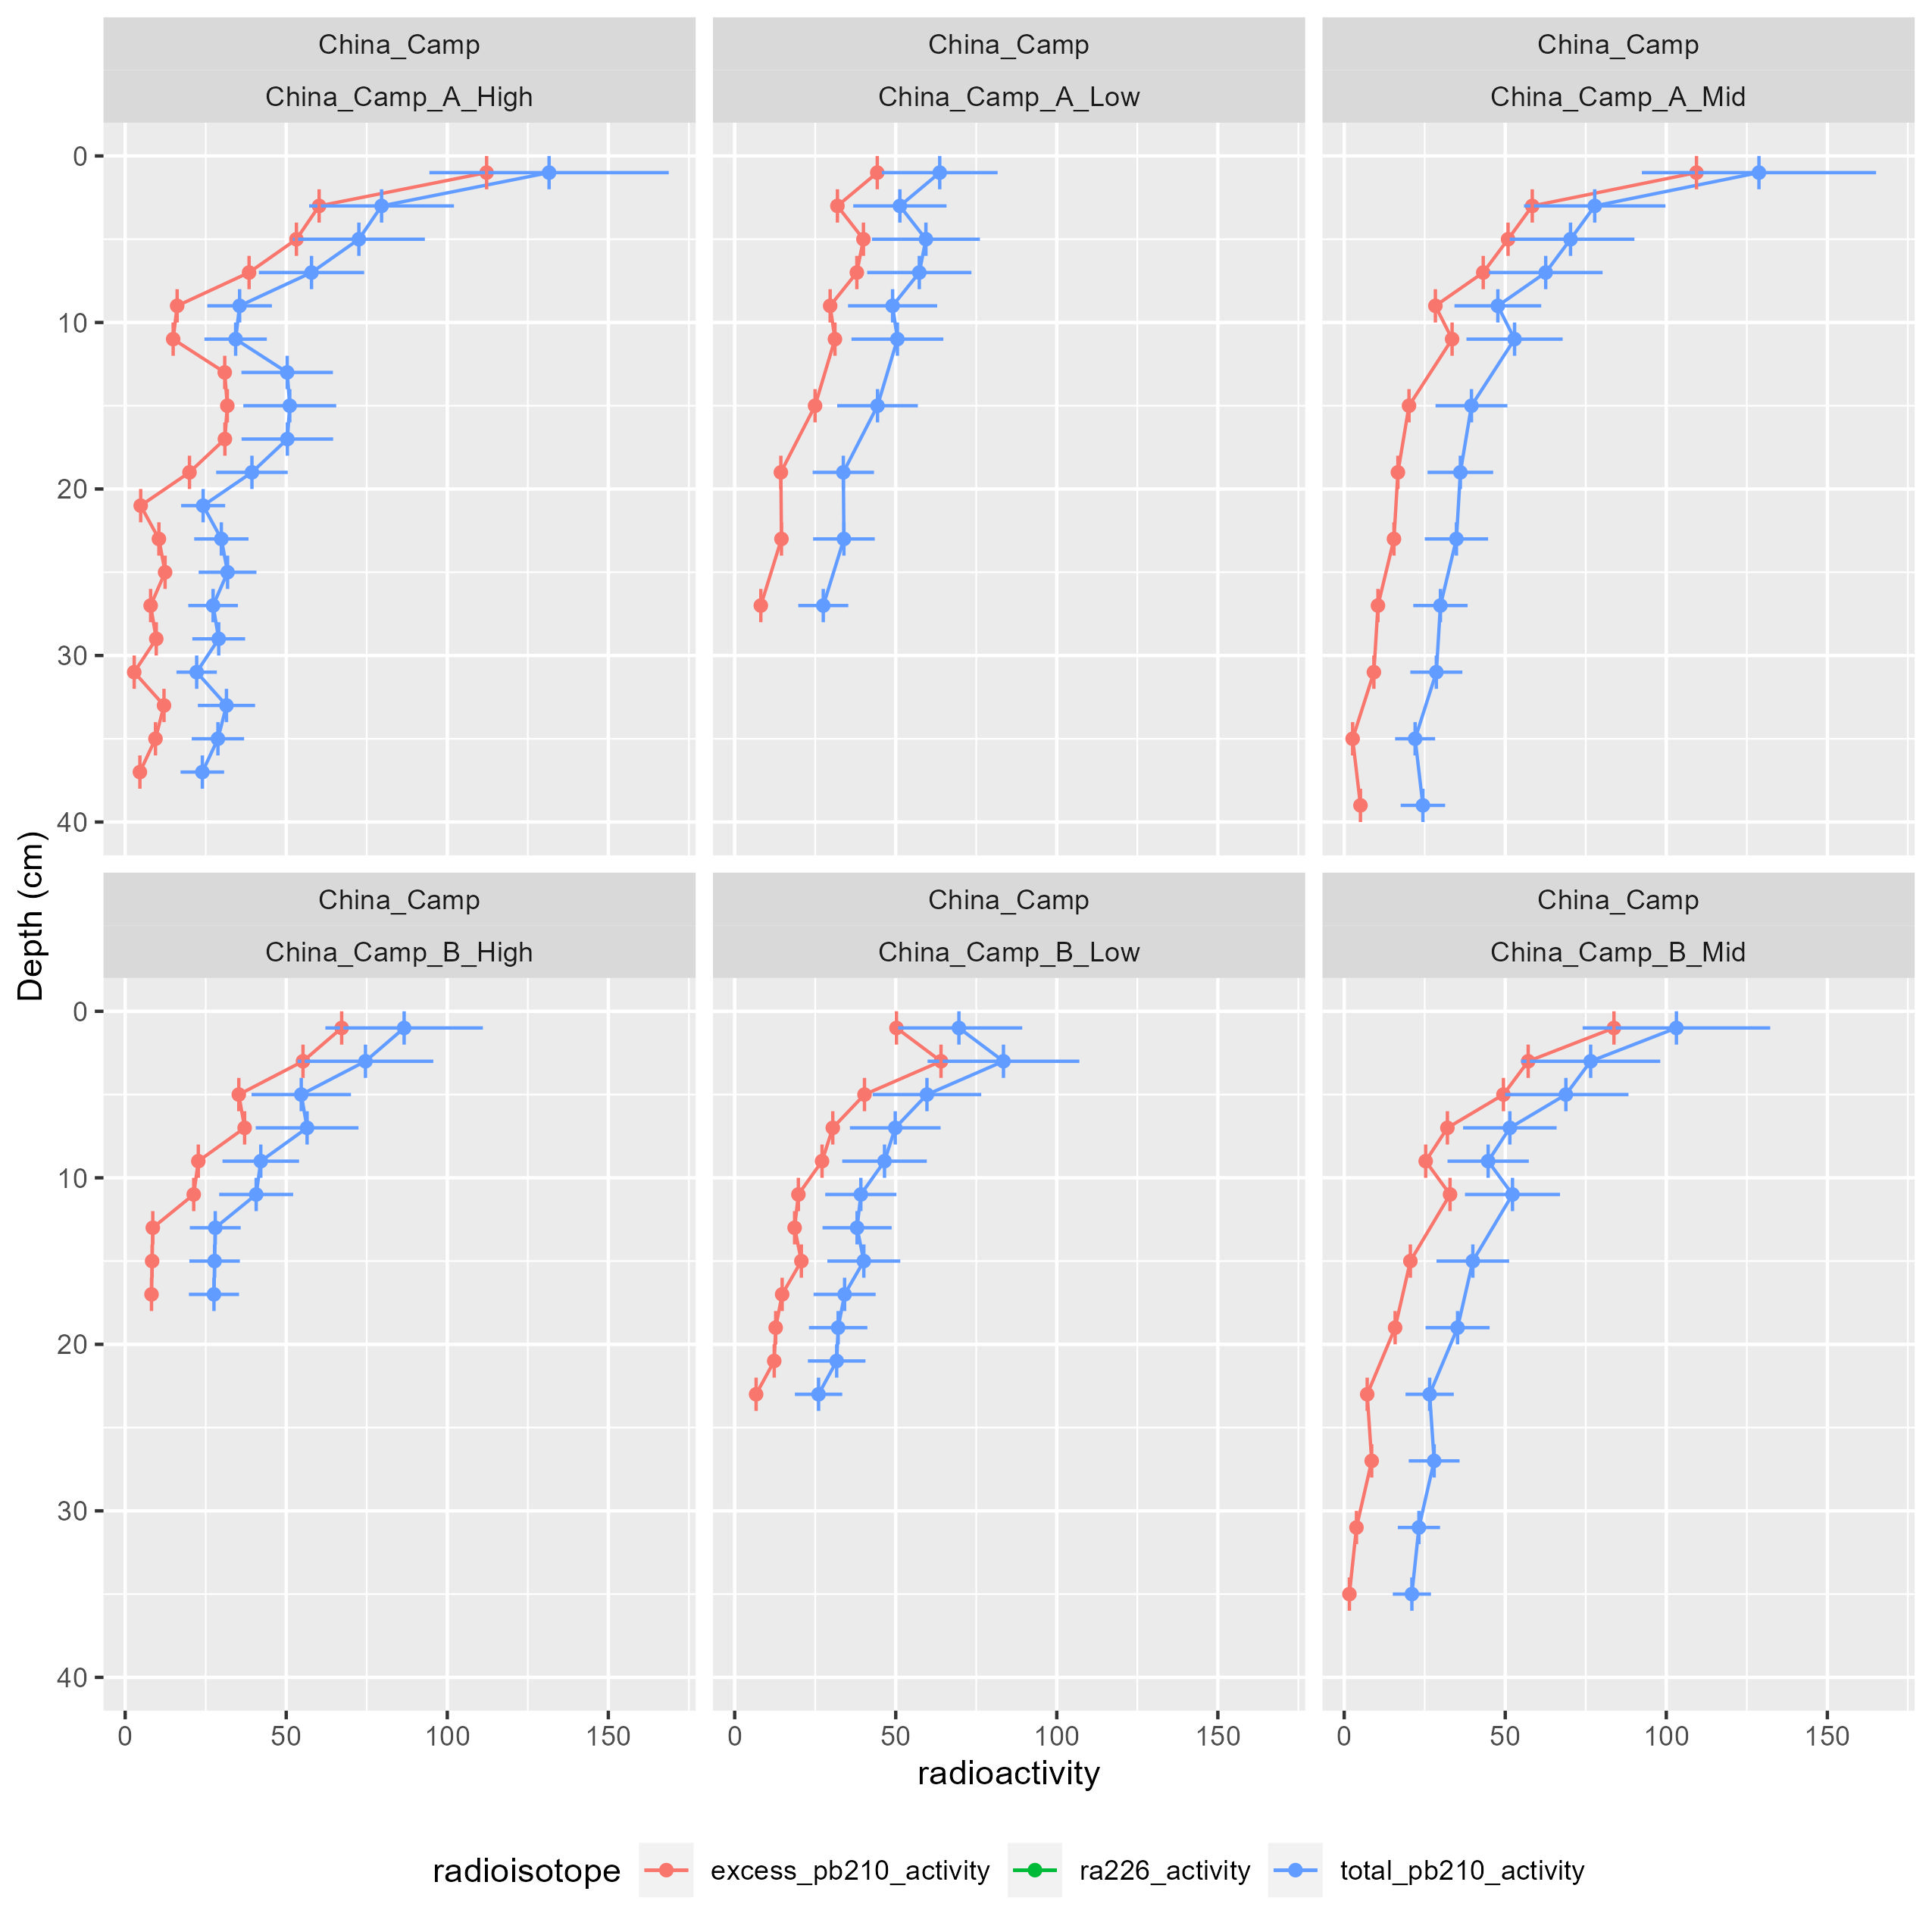 China_Camp China_Camp China_Camp
China_Camp_A_High China_Camp_A_Low China_Camp_A_Mid
0
10
20
30
40
Depth (cm)
China_Camp China_Camp China_Camp
China_Camp_B_High China_Camp_B_Low China_Camp_B_Mid
0
10
20
30
40
0 50 100 150 0 50 100 150 0 50 100 150
radioactivity
radioisotope excess_pb210_activity ra226_activity total_pb210_activity